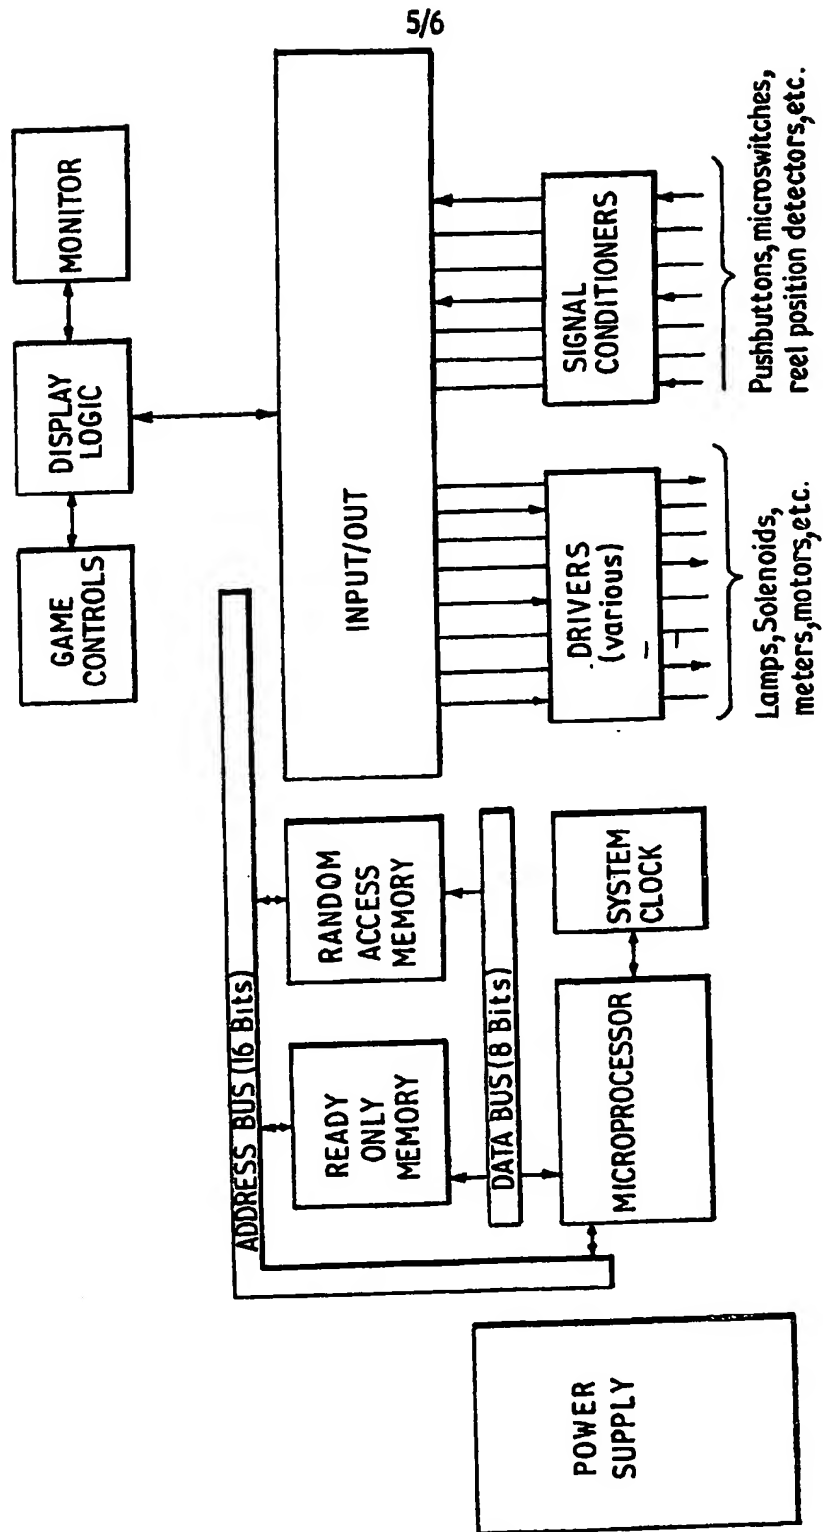 5/6
GAME
CONTROLS
DISPLAY
LOGIC
MONITOR
ADDRESS BUS (16 Bits)
READY
ONLY
MEMORY
RANDOM
ACCESS
MEMORY
INPUT/OUT
DATA BUS (8 Bits)
POWER
SUPPLY
MICROPROCESSOR
SYSTEM
CLOCK
DRIVERS
(various)
SIGNAL
CONDITIONERS
Lamps, Solenoids,
meters, motors, etc.
Pushbuttons, microswitches,
reel position detectors, etc.